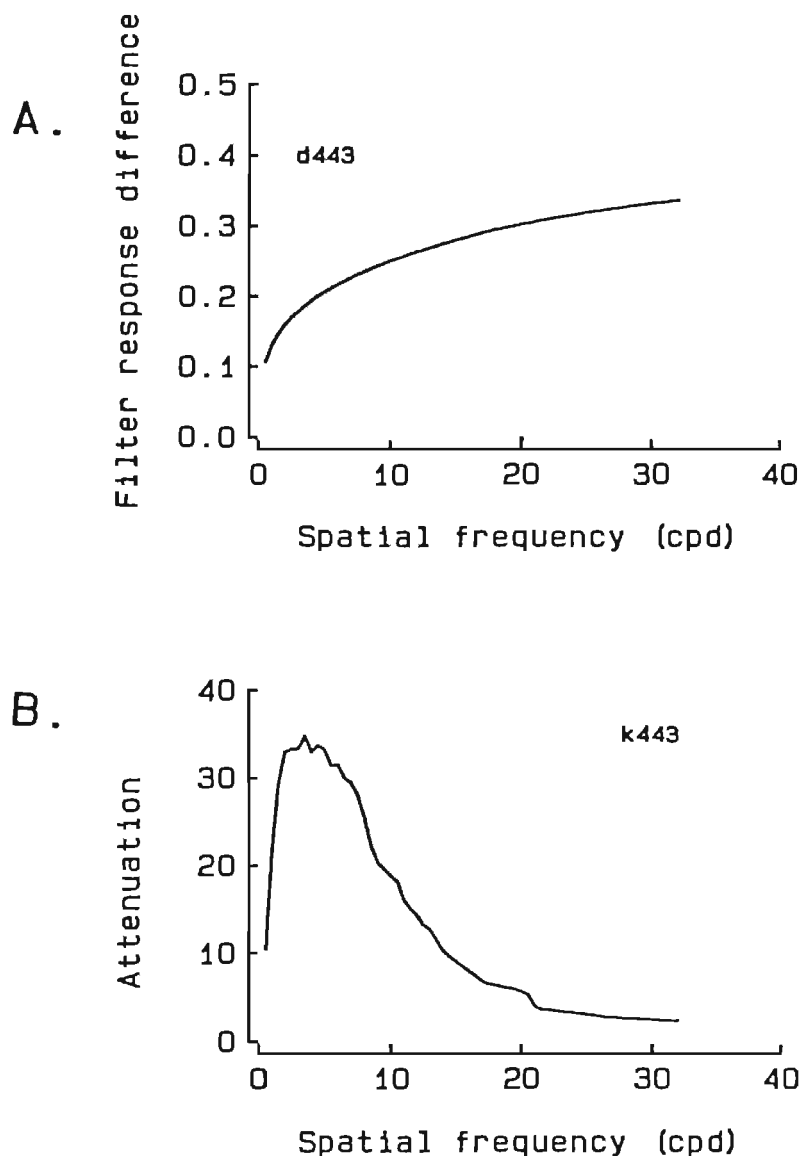 A.
Filter response difference
0.5
0.4
0.3
0.2
0.1
0.0
d443
0 10 20 30 40
Spatial frequency (cpd)
B.
Attenuation
40
30
20
10
0
k443
0 10 20 30 40
Spatial frequency (cpd)